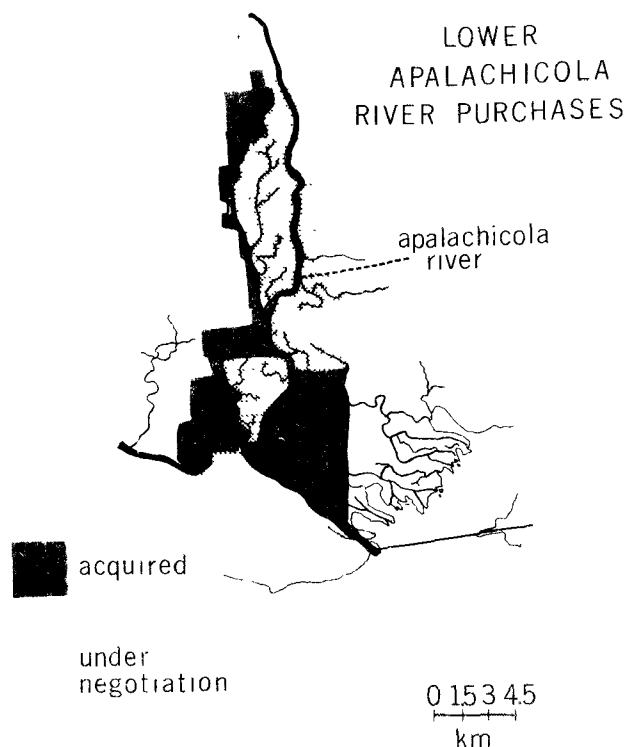 LOWER
APALACHICOLA
RIVER PURCHASES
apalachicola
river
acquired
under
negotiation
0 1.5 3 4.5
km